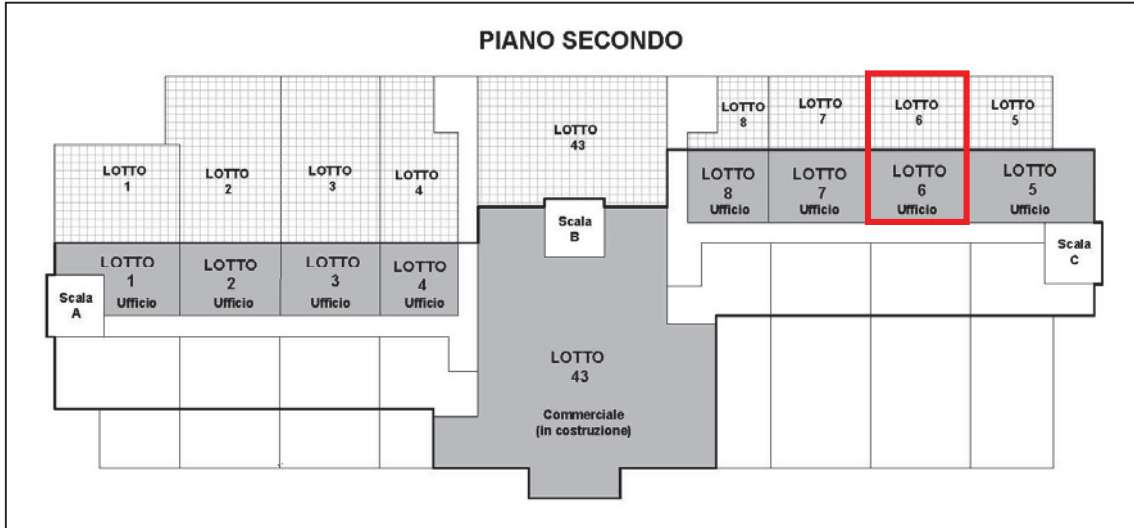 PIANO SECONDO
LOTTO
1
LOTTO
2
LOTTO
3
LOTTO
4
LOTTO
43
LOTTO
8
LOTTO
7
LOTTO
6
LOTTO
5
LOTTO
8
Ufficio
LOTTO
7
Ufficio
LOTTO
6
Ufficio
LOTTO
5
Ufficio
Scala
B
Scala
C
LOTTO
1
Ufficio
LOTTO
2
Ufficio
LOTTO
3
Ufficio
LOTTO
4
Ufficio
Scala
A
LOTTO
43
Commerciale
(in costruzione)